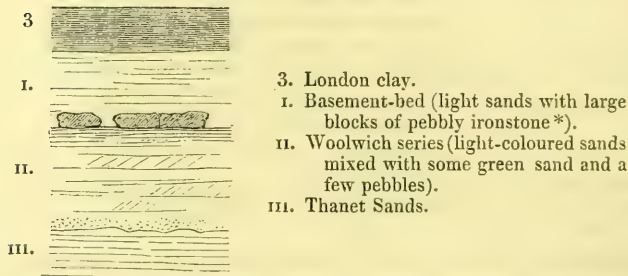 3
I.
II.
III.
3. London clay.
I. Basement-bed (light sands with large
blocks of pebbly ironstone *).
II. Woolwich series (light-coloured sands
mixed with some green sand and a
few pebbles).
III. Thanet Sands.